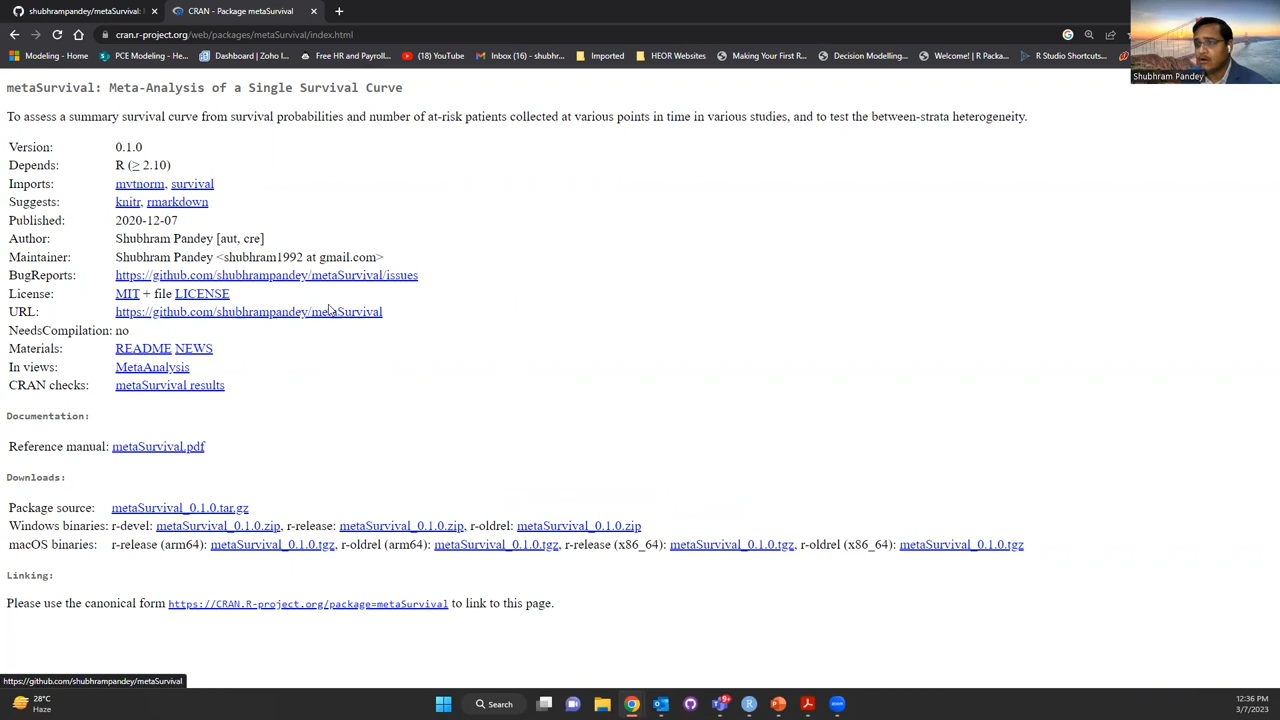 shubhrampandey/metaSurvival:
CRAN - Package metaSurvival
cran.r-project.org/web/packages/metaSurvival/index.html
Modeling - Home
PCE Modeling - He...
Dashboard | Zoho I...
Free HR and Payroll...
(18) YouTube
Inbox (16) - shubhr...
Imported
HEOR Websites
Making Your First R...
Decision Modelling...
Welcome! | R Packa...
R Studio Shortcuts...
Shubhram Pandey
metaSurvival: Meta-Analysis of a Single Survival Curve
To assess a summary survival curve from survival probabilities and number of at-risk patients collected at various points in time in various studies, and to test the between-strata heterogeneity.
Version: 0.1.0
Depends: R (≥ 2.10)
Imports: mvtnorm, survival
Suggests: knitr, rmarkdown
Published: 2020-12-07
Author: Shubhram Pandey [aut, cre]
Maintainer: Shubhram Pandey <shubhram1992 at gmail.com>
BugReports: https://github.com/shubhrampandey/metaSurvival/issues
License: MIT + file LICENSE
URL: https://github.com/shubhrampandey/metaSurvival
NeedsCompilation: no
Materials: README NEWS
In views: MetaAnalysis
CRAN checks: metaSurvival results
Documentation:
Reference manual: metaSurvival.pdf
Downloads:
Package source: metaSurvival_0.1.0.tar.gz
Windows binaries: r-devel: metaSurvival_0.1.0.zip, r-release: metaSurvival_0.1.0.zip, r-oldrel: metaSurvival_0.1.0.zip
macOS binaries: r-release (arm64): metaSurvival_0.1.0.tgz, r-oldrel (arm64): metaSurvival_0.1.0.tgz, r-release (x86_64): metaSurvival_0.1.0.tgz, r-oldrel (x86_64): metaSurvival_0.1.0.tgz
Linking:
Please use the canonical form https://CRAN.R-project.org/package=metaSurvival to link to this page.
https://github.com/shubhrampandey/metaSurvival
28°C
Haze
Search
12:36 PM
3/7/2023